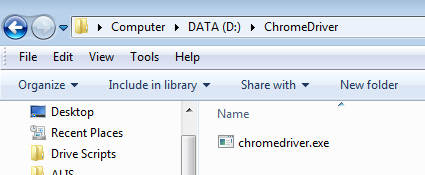 Computer DATA (D:) ChromeDriver
File Edit View Tools Help
Organize Include in library Share with New folder
Name
Desktop
Recent Places
Drive Scripts
chromedriver.exe